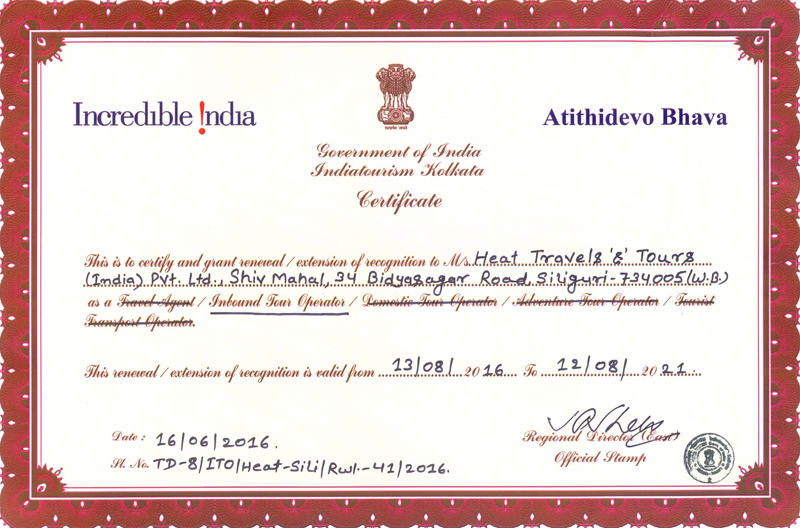 Incredible !ndia
Atithidevo Bhava
Government of India
Indiatourism Kolkata
Certificate
This is to certify and grant renewal / extension of recognition to M/s. Heat Travels '&' Tours
(India) Pvt. Ltd., Shiv Mahal, 34 Bidyasagar Road, Siliguri-734005 (W.B.)
as a Travel Agent / Inbound Tour Operator / Domestic Tour Operator / Adventure Tour Operator / Tourist
Transport Operator.
This renewal / extension of recognition is valid from 13/08/ 2016 To 12/08/ 2021.
Date : 16/06/2016.
Sl. No. TD-8/ITO/Heat-Sili/Rwl.-41/2016.
Regional Director (East)
Official Stamp